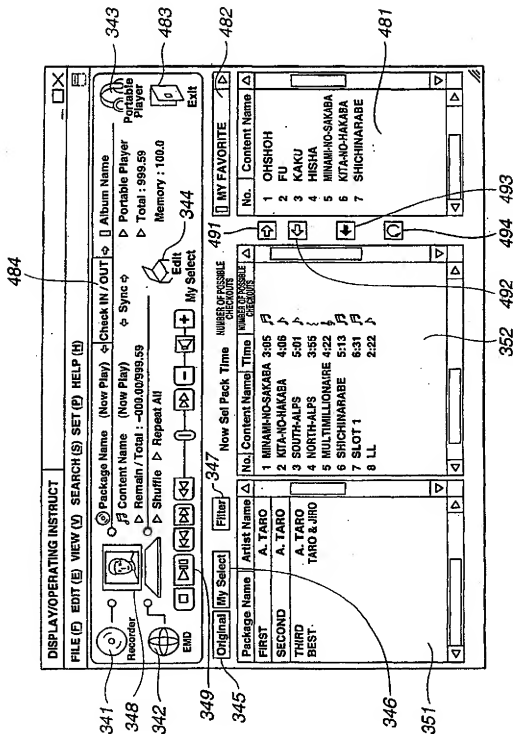 484
DISPLAY/OPERATING INSTRUCT
FILE (F) EDIT (E) VIEW (V) SEARCH (S) SET (P) HELP (H)
341
Recorder
348
342
EMD
349
Package Name (Now Play)
Content Name (Now Play)
Remain / Total : –000.00/999.59
Shuffle Repeat All
Check IN / OUT
Sync
Album Name
Portable Player
Total : 999.59
Memory : 100.0
Edit
My Select
344
Portable Player
343
Exit
483
345
Original
My Select
346
Filter
347
Now Sel Pack Time
NUMBER OF POSSIBLE CHECKOUTS
MY FAVORITE
482
Package Name Artist Name
FIRST A. TARO
SECOND A. TARO
THIRD A. TARO
BEST. TARO & JIRO
351
No. Content Name Time NUMBER OF POSSIBLE CHECKOUTS
1 MINAMI-NO-SAKABA 3:05
2 KITA-NO-HAKABA 4:06
3 SOUTH-ALPS 5:01
4 NORTH-ALPS 3:55
5 MULTIMILLIONAIRE 4:22
6 SHICHINARABE 5:13
7 SLOT 1 6:31
8 LL 2:22
352
491
492
493
494
No. Content Name
1 OHSHOH
2 FU
3 KAKU
4 HISHA
5 MINAMI-NO-SAKABA
6 KITA-NO-HAKABA
7 SHICHINARABE
481